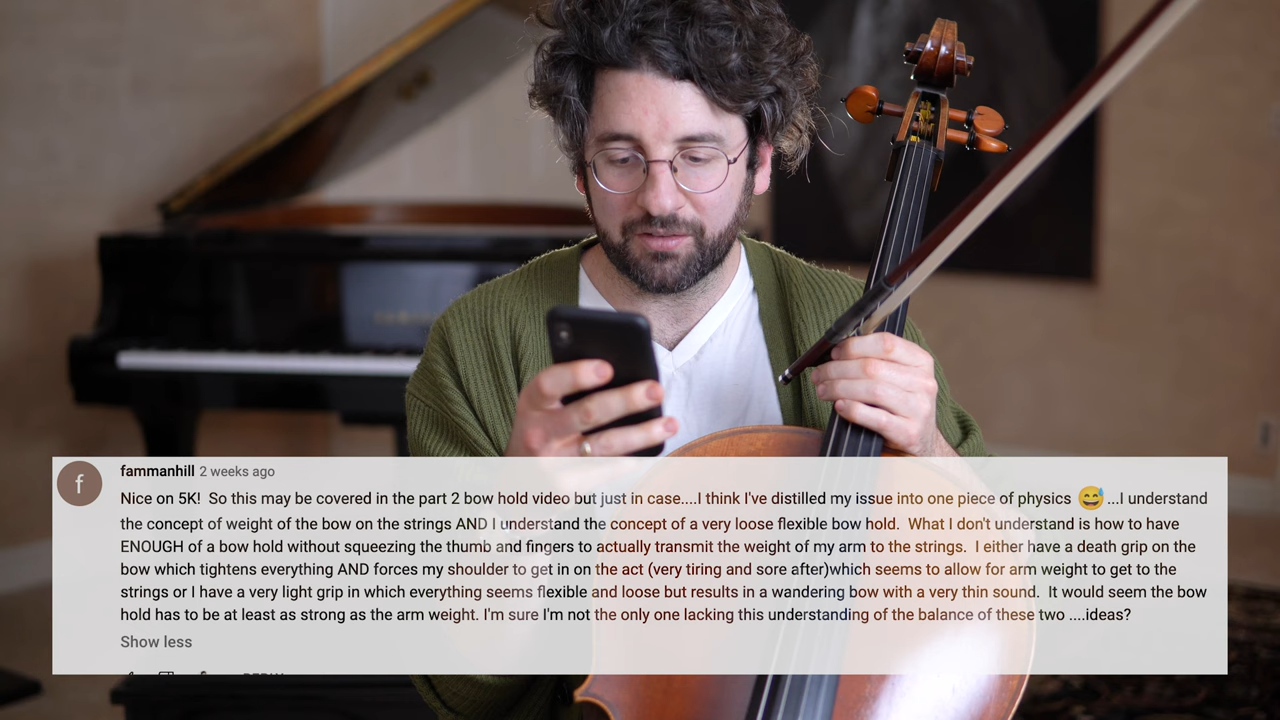 f
fammanhill 2 weeks ago
Nice on 5K! So this may be covered in the part 2 bow hold video but just in case....I think I've distilled my issue into one piece of physics 😅...I understand
the concept of weight of the bow on the strings AND I understand the concept of a very loose flexible bow hold. What I don't understand is how to have
ENOUGH of a bow hold without squeezing the thumb and fingers to actually transmit the weight of my arm to the strings. I either have a death grip on the
bow which tightens everything AND forces my shoulder to get in on the act (very tiring and sore after)which seems to allow for arm weight to get to the
strings or I have a very light grip in which everything seems flexible and loose but results in a wandering bow with a very thin sound. It would seem the bow
hold has to be at least as strong as the arm weight. I'm sure I'm not the only one lacking this understanding of the balance of these two ....ideas?
Show less